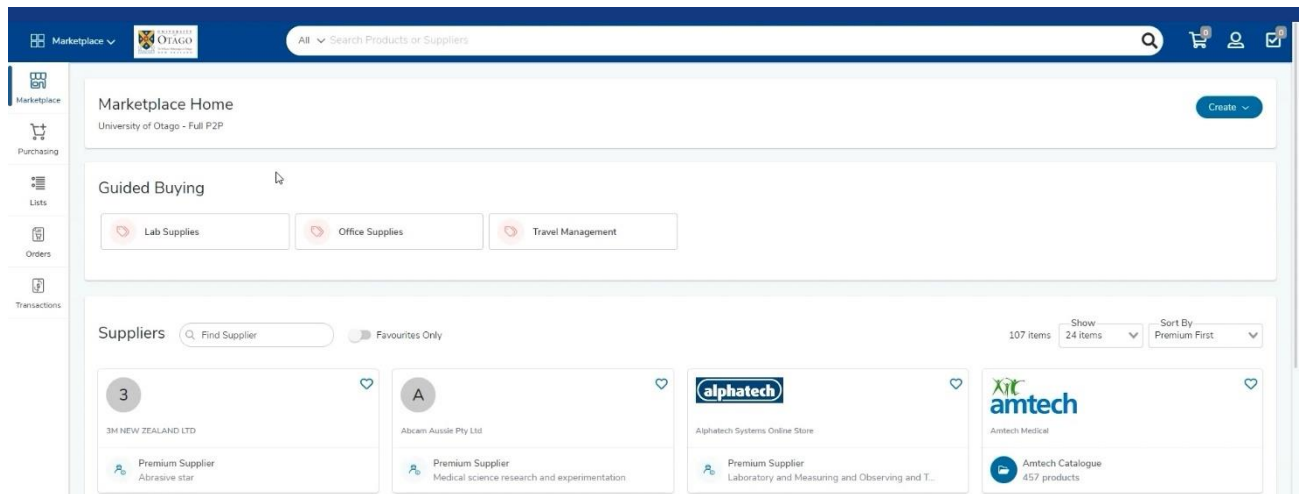 Marketplace
OTAGO
All
Search Products or Suppliers
0
0
Marketplace
Purchasing
Lists
Orders
Transactions
Marketplace Home
University of Otago - Full P2P
Create
Guided Buying
Lab Supplies
Office Supplies
Travel Management
Suppliers
Find Supplier
Favourites Only
107 items
Show
24 items
Sort By
Premium First
3
3M NEW ZEALAND LTD
Premium Supplier
Abrasive star
A
Abcam Aussie Pty Ltd
Premium Supplier
Medical science research and experimentation
alphatech
Alphatech Systems Online Store
Premium Supplier
Laboratory and Measuring and Observing and T...
amtech
Amtech Medical
Amtech Catalogue
457 products